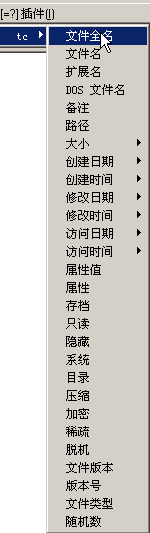 [=?]插件(I)
tc
文件全名
文件名
扩展名
DOS 文件名
备注
路径
大小
创建日期
创建时间
修改日期
修改时间
访问日期
访问时间
属性值
属性
存档
只读
隐藏
系统
目录
压缩
加密
稀疏
脱机
文件版本
版本号
文件类型
随机数